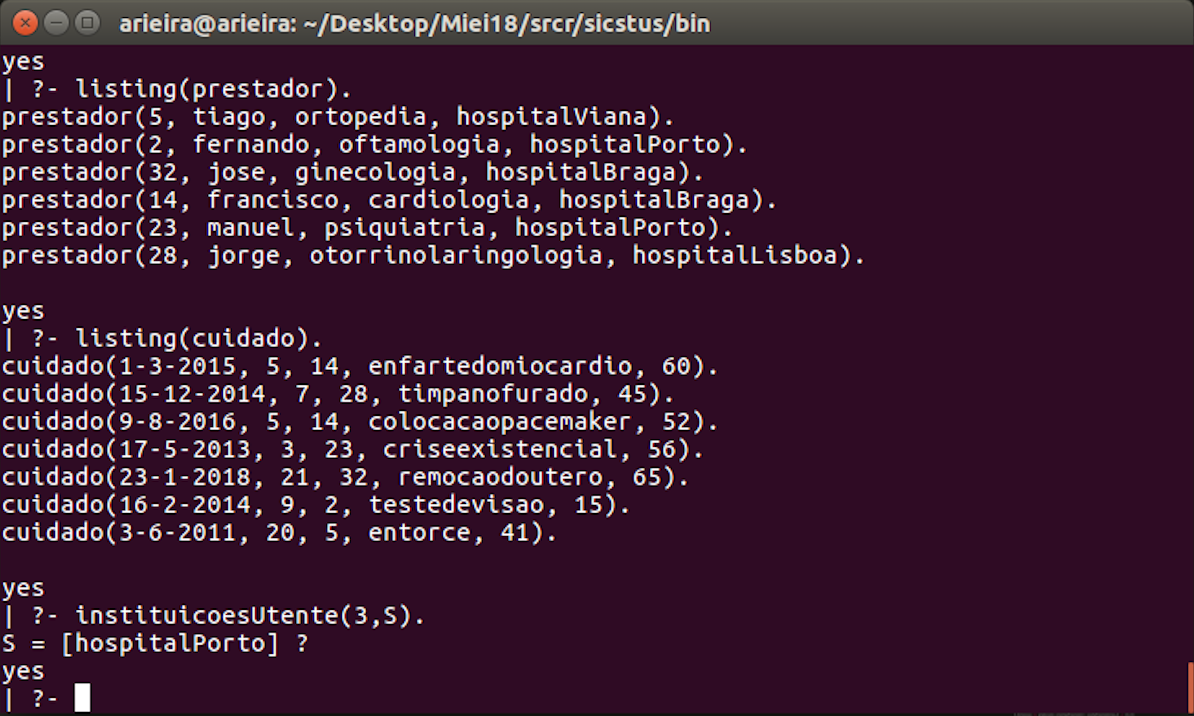 arieira@arieira: ~/Desktop/Miei18/srcr/sicstus/bin
yes
| ?- listing(prestador).
prestador(5, tiago, ortopedia, hospitalViana).
prestador(2, fernando, oftamologia, hospitalPorto).
prestador(32, jose, ginecologia, hospitalBraga).
prestador(14, francisco, cardiologia, hospitalBraga).
prestador(23, manuel, psiquiatria, hospitalPorto).
prestador(28, jorge, otorrinolaringologia, hospitalLisboa).
yes
| ?- listing(cuidado).
cuidado(1-3-2015, 5, 14, enfartedomiocardio, 60).
cuidado(15-12-2014, 7, 28, timpanofurado, 45).
cuidado(9-8-2016, 5, 14, colocacaopacemaker, 52).
cuidado(17-5-2013, 3, 23, criseexistencial, 56).
cuidado(23-1-2018, 21, 32, remocaodoutero, 65).
cuidado(16-2-2014, 9, 2, testedevisao, 15).
cuidado(3-6-2011, 20, 5, entorce, 41).
yes
| ?- instituicoesUtente(3,S).
S = [hospitalPorto] ?
yes
| ?-